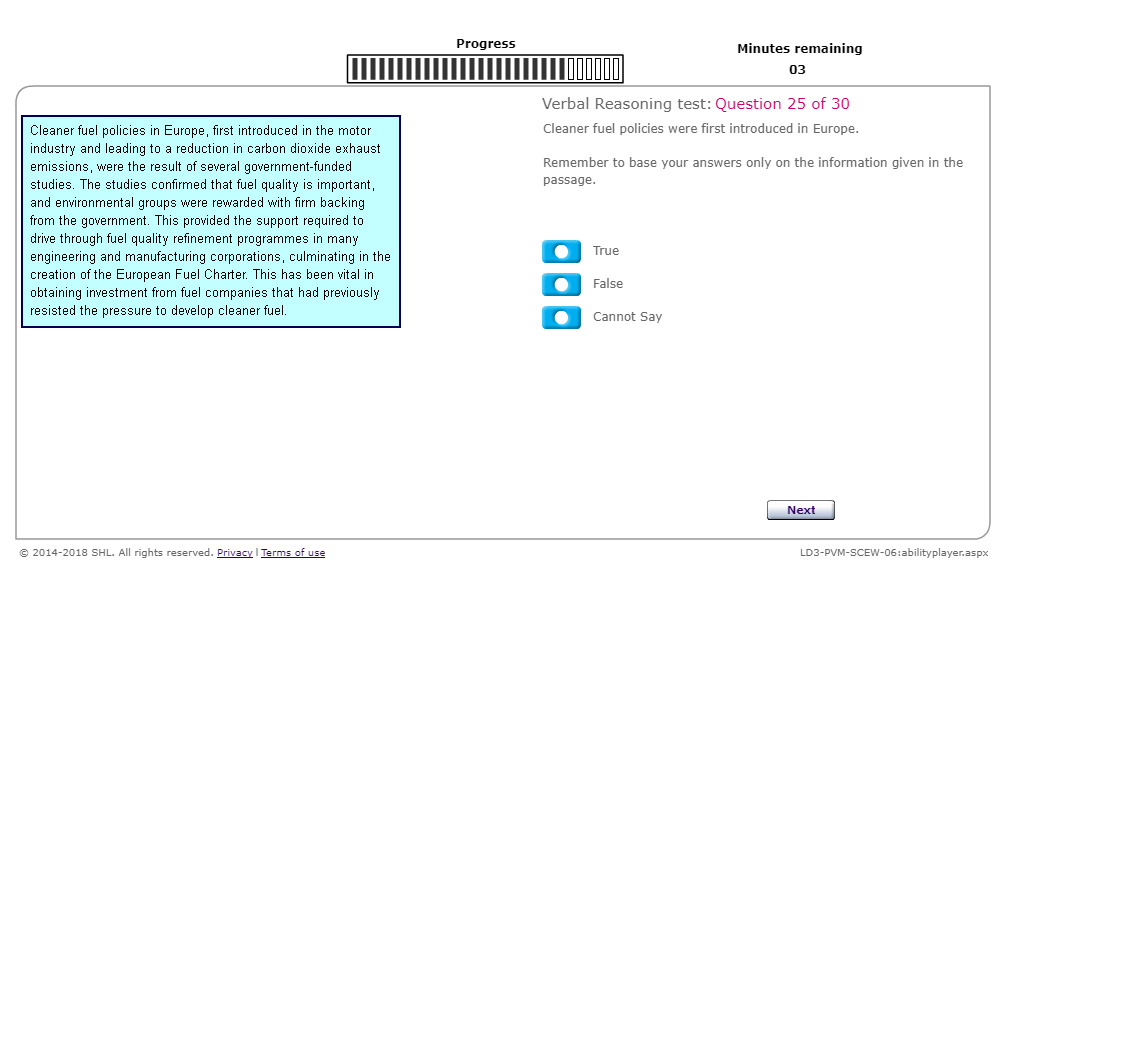 Progress
Minutes remaining
03
Verbal Reasoning test: Question 25 of 30
Cleaner fuel policies in Europe, first introduced in the motor
industry and leading to a reduction in carbon dioxide exhaust
emissions, were the result of several government-funded
studies. The studies confirmed that fuel quality is important,
and environmental groups were rewarded with firm backing
from the government. This provided the support required to
drive through fuel quality refinement programmes in many
engineering and manufacturing corporations, culminating in the
creation of the European Fuel Charter. This has been vital in
obtaining investment from fuel companies that had previously
resisted the pressure to develop cleaner fuel.
Cleaner fuel policies were first introduced in Europe.
Remember to base your answers only on the information given in the
passage.
True
False
Cannot Say
Next
© 2014-2018 SHL. All rights reserved. Privacy | Terms of use
LD3-PVM-SCEW-06:abilityplayer.aspx